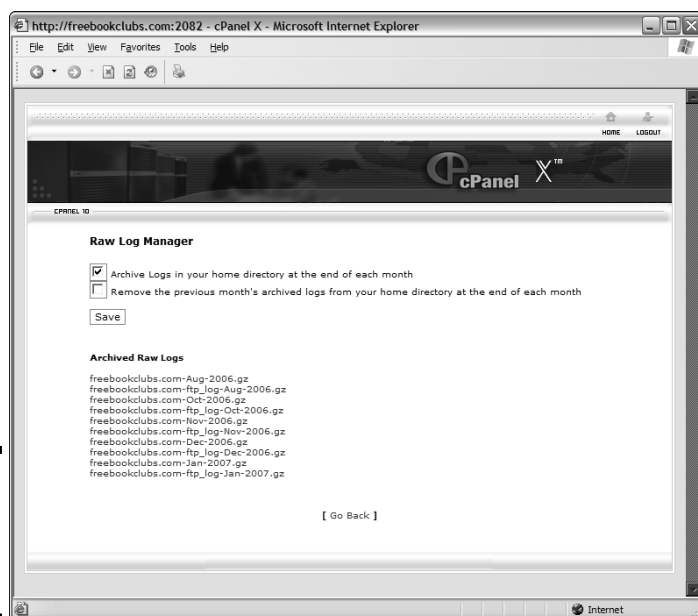 http://freebookclubs.com:2082 - cPanel X - Microsoft Internet Explorer
File Edit View Favorites Tools Help
HOME LOGOUT
cPanel X™
CPANEL 10
Raw Log Manager
Archive Logs in your home directory at the end of each month
Remove the previous month's archived logs from your home directory at the end of each month
Save
Archived Raw Logs
freebookclubs.com-Aug-2006.gz
freebookclubs.com-ftp_log-Aug-2006.gz
freebookclubs.com-Oct-2006.gz
freebookclubs.com-ftp_log-Oct-2006.gz
freebookclubs.com-Nov-2006.gz
freebookclubs.com-ftp_log-Nov-2006.gz
freebookclubs.com-Dec-2006.gz
freebookclubs.com-ftp_log-Dec-2006.gz
freebookclubs.com-Jan-2007.gz
freebookclubs.com-ftp_log-Jan-2007.gz
[ Go Back ]
Internet